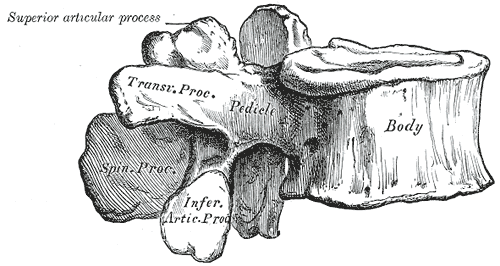 Superior articular process
Transv. Proc.
Pedicle
Body
Spin. Proc.
Infer.
Artic. Proc.